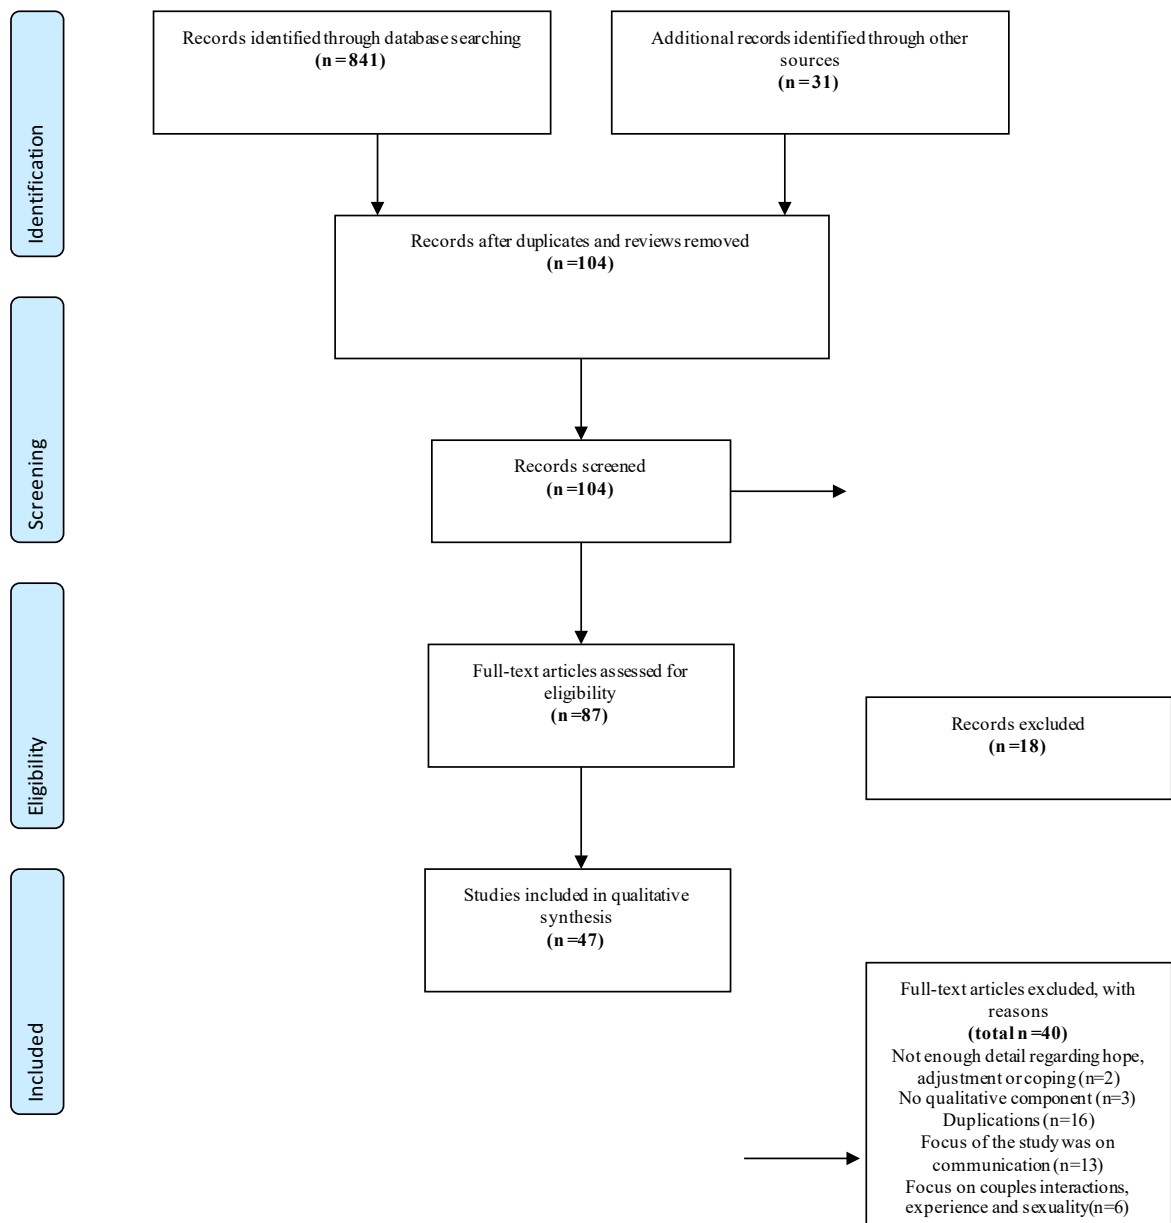 Identification
Records identified through database searching
(n=841)
Additional records identified through other
sources
(n=31)
Records after duplicates and reviews removed
(n=104)
Screening
Records screened
(n=104)
Eligibility
Full-text articles assessed for
eligibility
(n=87)
Records excluded
(n=18)
Included
Studies included in qualitative
synthesis
(n=47)
Full-text articles excluded, with
reasons
(total n=40)
Not enough detail regarding hope,
adjustment or coping (n=2)
No qualitative component (n=3)
Duplications (n=16)
Focus of the study was on
communication (n=13)
Focus on couples interactions,
experience and sexuality(n=6)